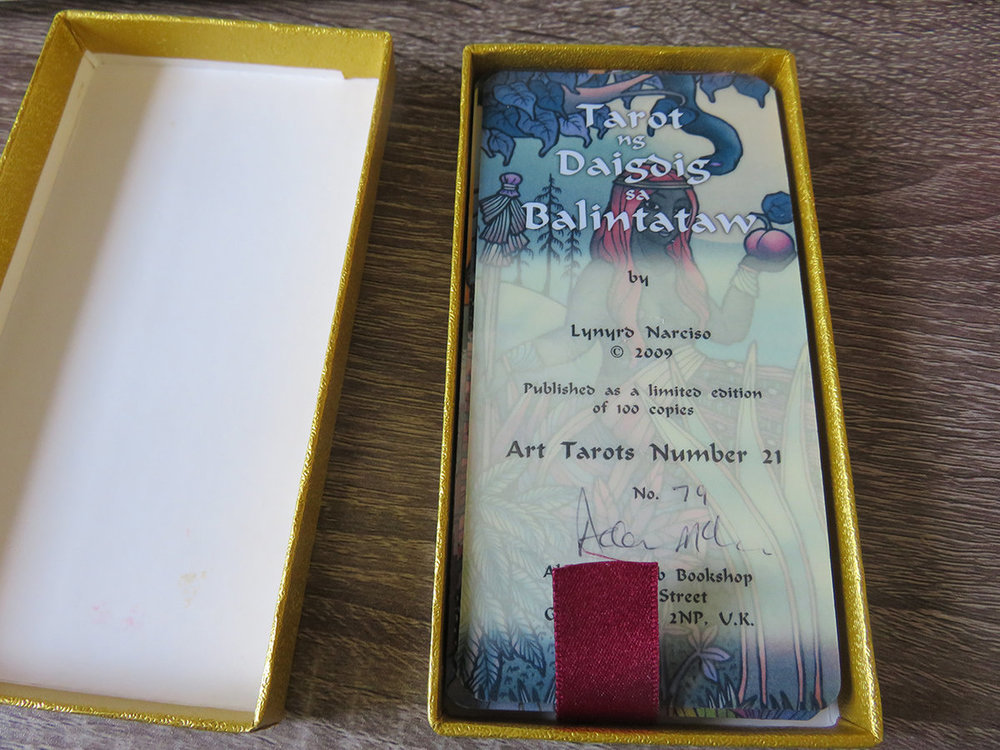 Tarot
ng
Daigdig
sa
Balintataw
by
Lynyrd Narciso
© 2009
Published as a limited edition
of 100 copies
Art Tarots Number 21
No. 79
Bookshop
Street
2NP, U.K.